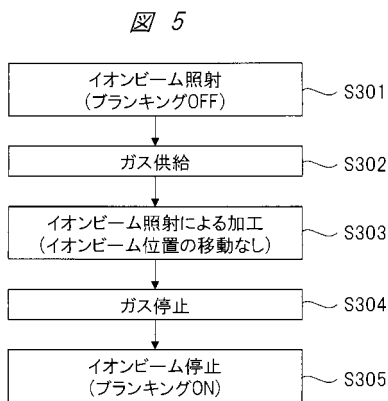 図 5
イオンビーム照射
(ブランキングOFF)
S301
ガス供給
S302
イオンビーム照射による加工
(イオンビーム位置の移動なし)
S303
ガス停止
S304
イオンビーム停止
(ブランキングON)
S305